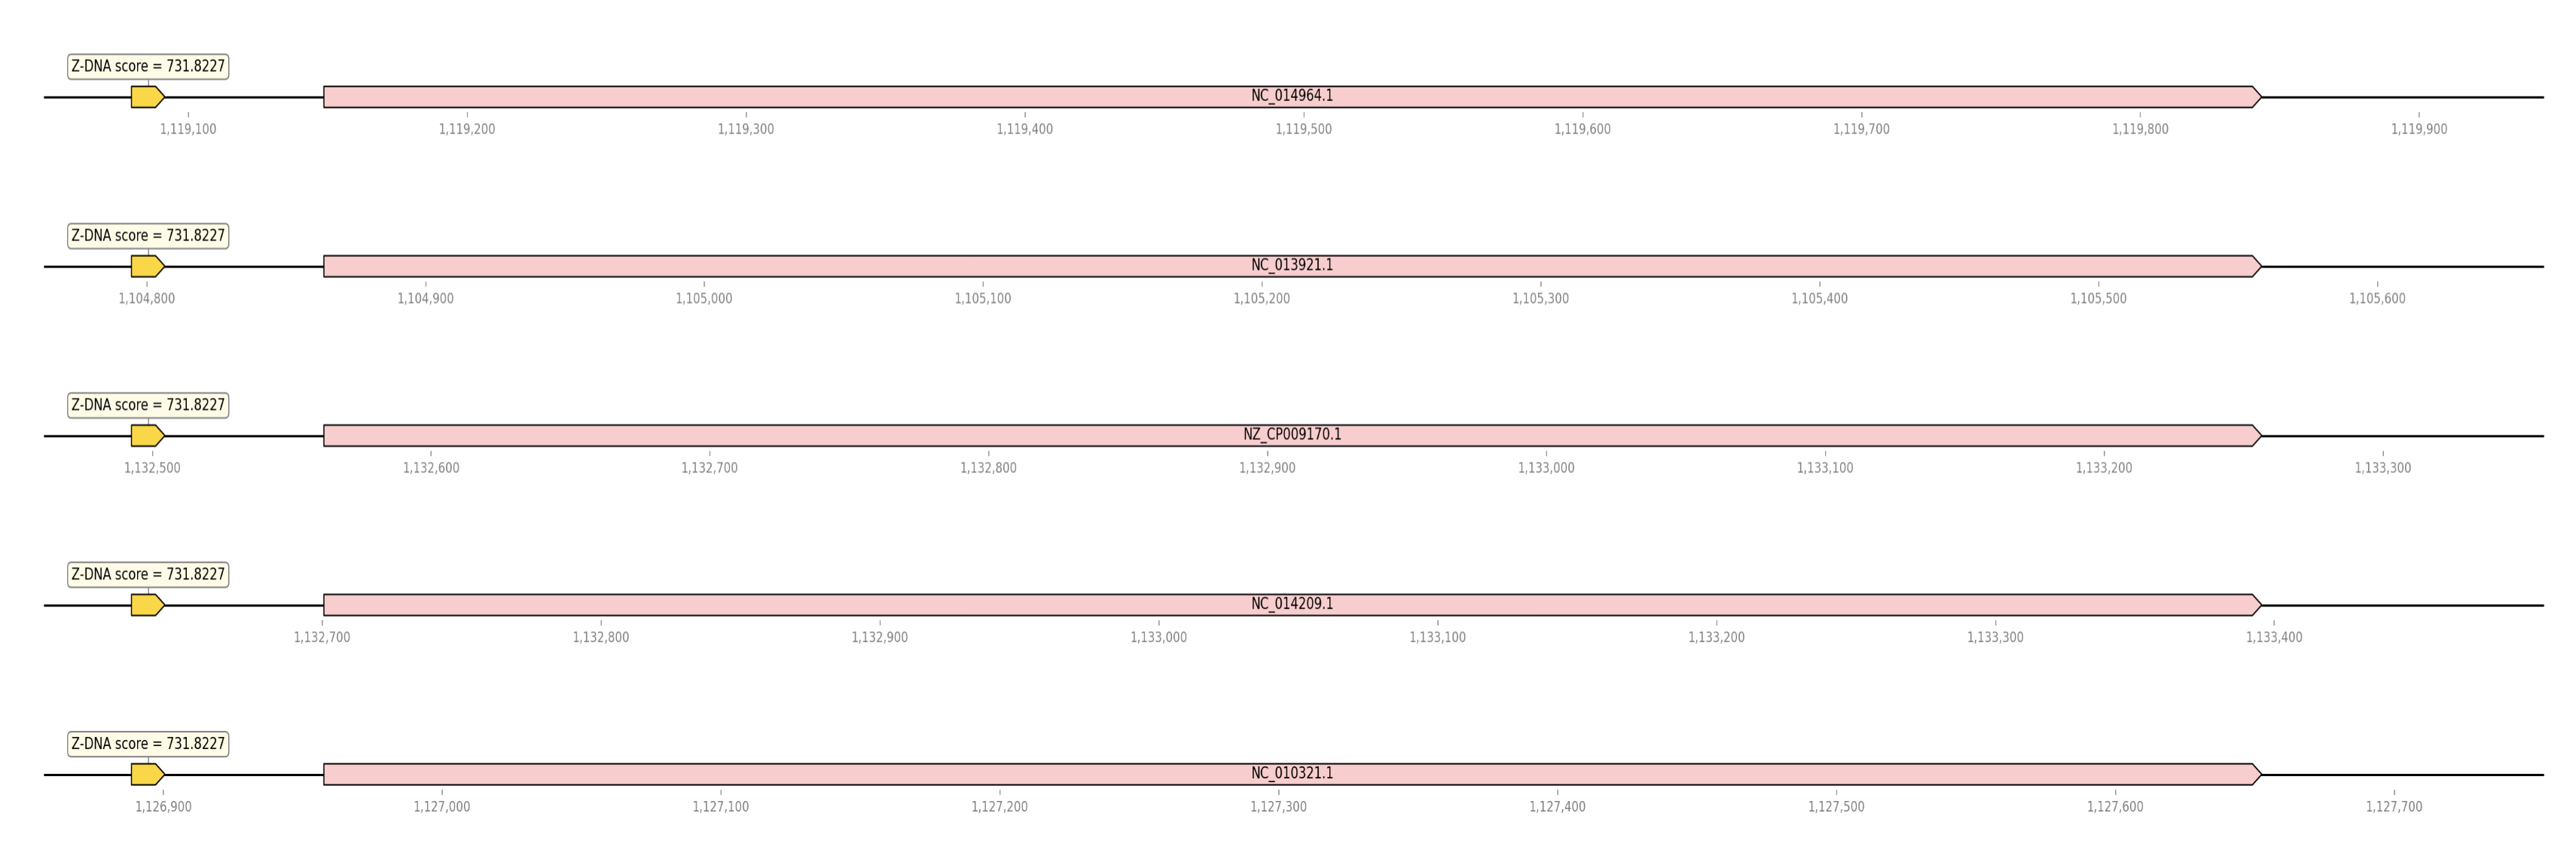 Z-DNA score = 731.8227
NC_014964.1
1,119,100 1,119,200 1,119,300 1,119,400 1,119,500 1,119,600 1,119,700 1,119,800 1,119,900
Z-DNA score = 731.8227
NC_013921.1
1,104,800 1,104,900 1,105,000 1,105,100 1,105,200 1,105,300 1,105,400 1,105,500 1,105,600
Z-DNA score = 731.8227
NZ_CP009170.1
1,132,500 1,132,600 1,132,700 1,132,800 1,132,900 1,133,000 1,133,100 1,133,200 1,133,300
Z-DNA score = 731.8227
NC_014209.1
1,132,700 1,132,800 1,132,900 1,133,000 1,133,100 1,133,200 1,133,300 1,133,400
Z-DNA score = 731.8227
NC_010321.1
1,126,900 1,127,000 1,127,100 1,127,200 1,127,300 1,127,400 1,127,500 1,127,600 1,127,700